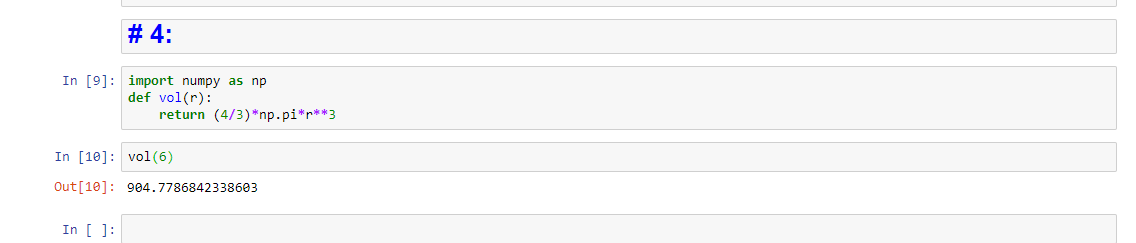 # 4:
In [9]: import numpy as np
def vol(r):
    return (4/3)*np.pi*r**3
In [10]: vol(6)
Out[10]: 904.7786842338603
In [ ]: